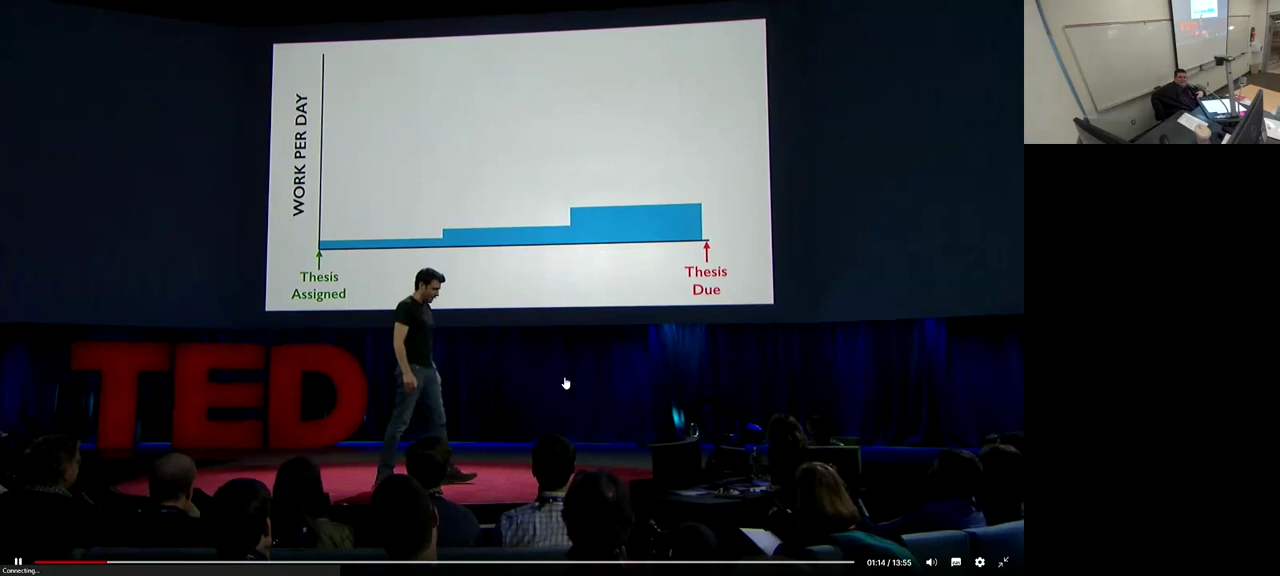 WORK PER DAY
Thesis
Assigned
Thesis
Due
TED
01:14 / 13:55
Connecting...